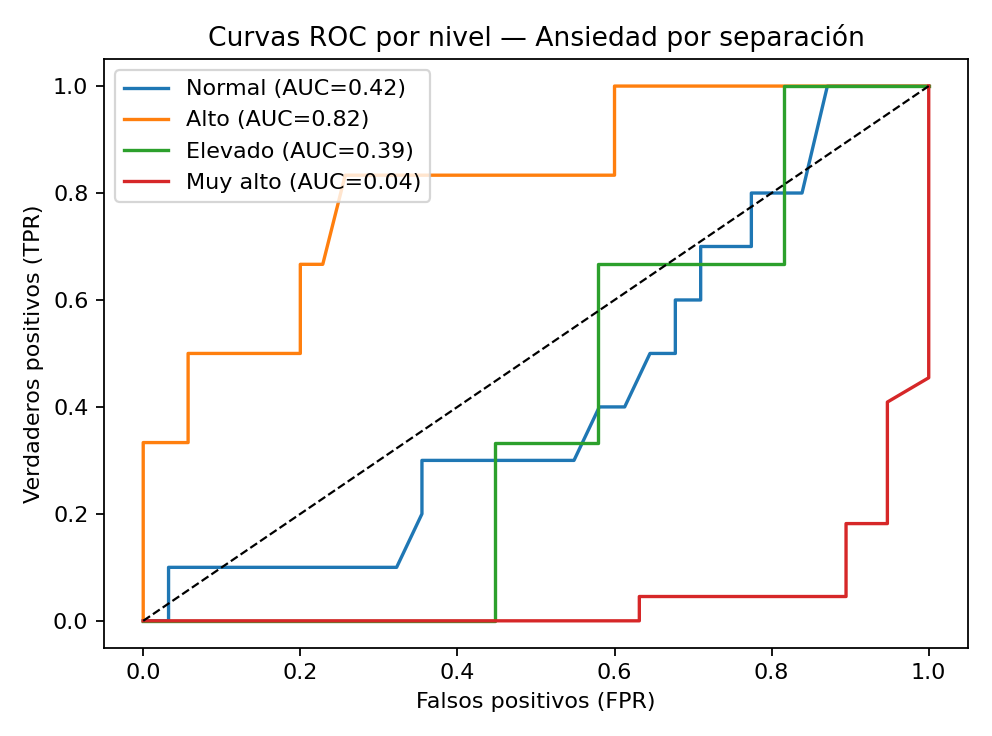 Curvas ROC por nivel — Ansiedad por separación
Normal (AUC=0.42)
Alto (AUC=0.82)
Elevado (AUC=0.39)
Muy alto (AUC=0.04)
Verdaderos positivos (TPR)
1.0
0.8
0.6
0.4
0.2
0.0
0.0 0.2 0.4 0.6 0.8 1.0
Falsos positivos (FPR)